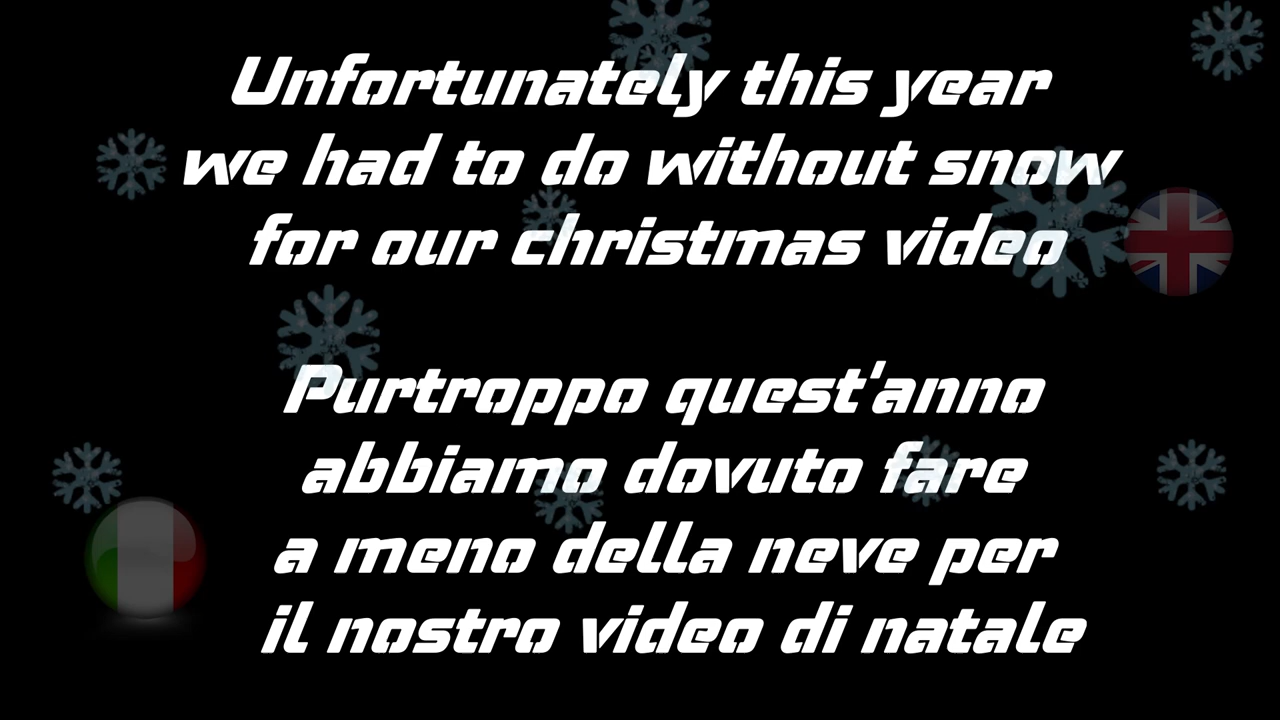 Unfortunately this year
we had to do without snow
for our christmas video
Purtroppo quest'anno
abbiamo dovuto fare
a meno della neve per
il nostro video di natale